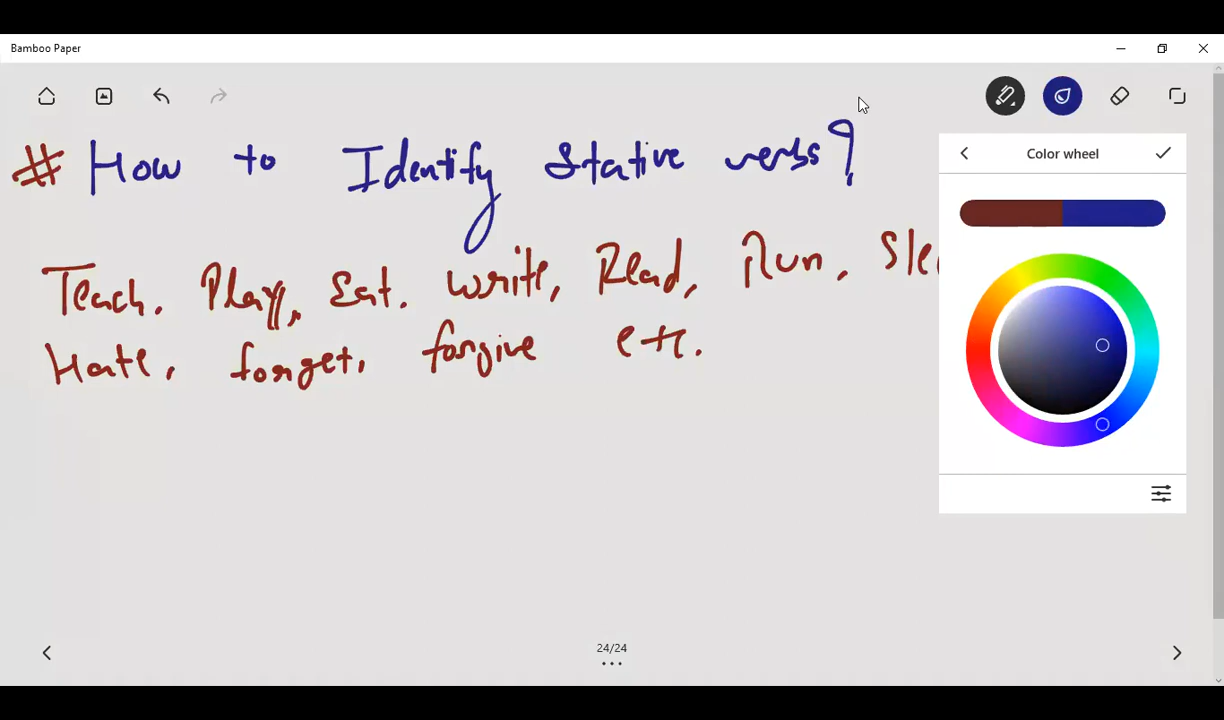 Bamboo Paper
# How to Identify Stative verbs?
Color wheel
Teach. Play, Eat. write, Read, Run, Sle
Hate, forget, forgive etc.
24/24